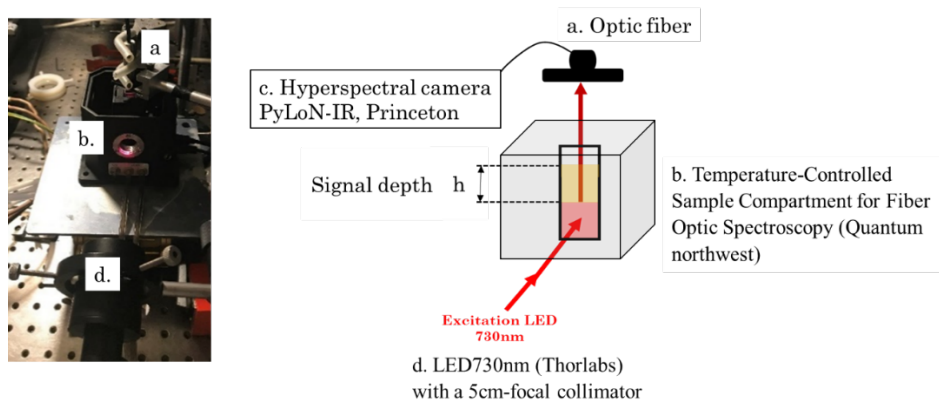 a
b.
d.
a. Optic fiber
c. Hyperspectral camera
PyLoN-IR, Princeton
Signal depth h
b. Temperature-Controlled
Sample Compartment for Fiber
Optic Spectroscopy (Quantum
northwest)
Excitation LED
730nm
d. LED730nm (Thorlabs)
with a 5cm-focal collimator